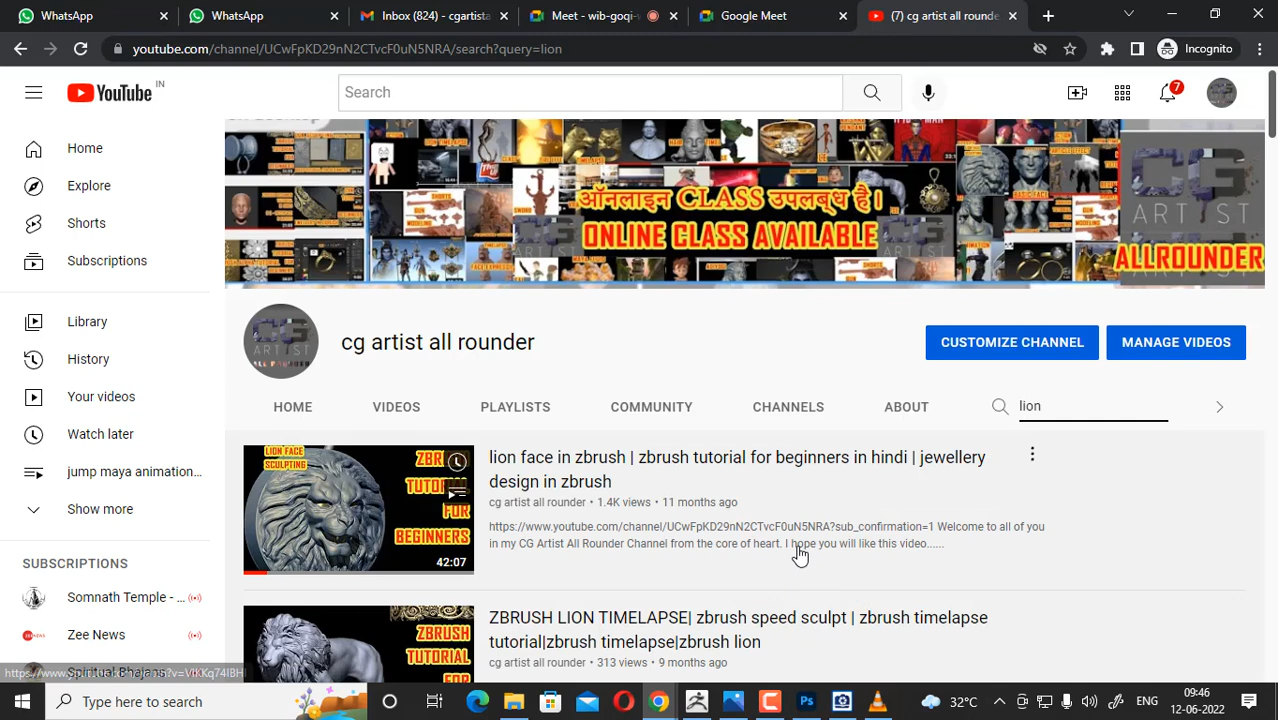 WhatsApp
WhatsApp
Inbox (824) - cgartista
Meet - wib-goqi-
Google Meet
(7) cg artist all rounde
youtube.com/channel/UCwFpKD29nN2CTvcF0uN5NRA/search?query=lion
Incognito
YouTube IN
Search
7
Home
Explore
Shorts
Subscriptions
Library
History
Your videos
Watch later
jump maya animation...
Show more
SUBSCRIPTIONS
Somnath Temple - ...
Zee News
Spiritual Bhajans
ऑनलाइन CLASS उपलब्ध है।
ONLINE CLASS AVAILABLE
CG
ARTIST
ALLROUNDER
cg artist all rounder
CUSTOMIZE CHANNEL
MANAGE VIDEOS
HOME
VIDEOS
PLAYLISTS
COMMUNITY
CHANNELS
ABOUT
lion
LION FACE
SCULPTING
TUTORIAL
FOR
BEGINNERS
42:07
lion face in zbrush | zbrush tutorial for beginners in hindi | jewellery
design in zbrush
cg artist all rounder • 1.4K views • 11 months ago
https://www.youtube.com/channel/UCwFpKD29nN2CTvcF0uN5NRA?sub_confirmation=1 Welcome to all of you
in my CG Artist All Rounder Channel from the core of heart. I hope you will like this video......
ZBRUSH
TUTORIAL
FOR
ZBRUSH LION TIMELAPSE| zbrush speed sculpt | zbrush timelapse
tutorial|zbrush timelapse|zbrush lion
cg artist all rounder • 313 views • 9 months ago
Type here to search
32°C
ENG
09:46
12-06-2022